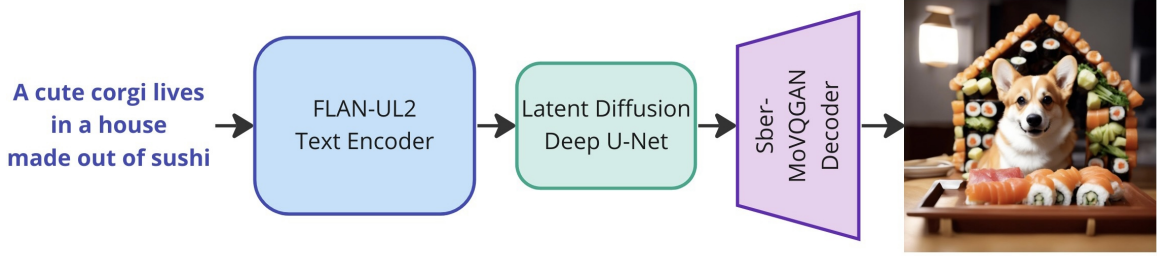 A cute corgi lives
in a house
made out of sushi
FLAN-UL2
Text Encoder
Latent Diffusion
Deep U-Net
Sber-
MoVQGAN
Decoder